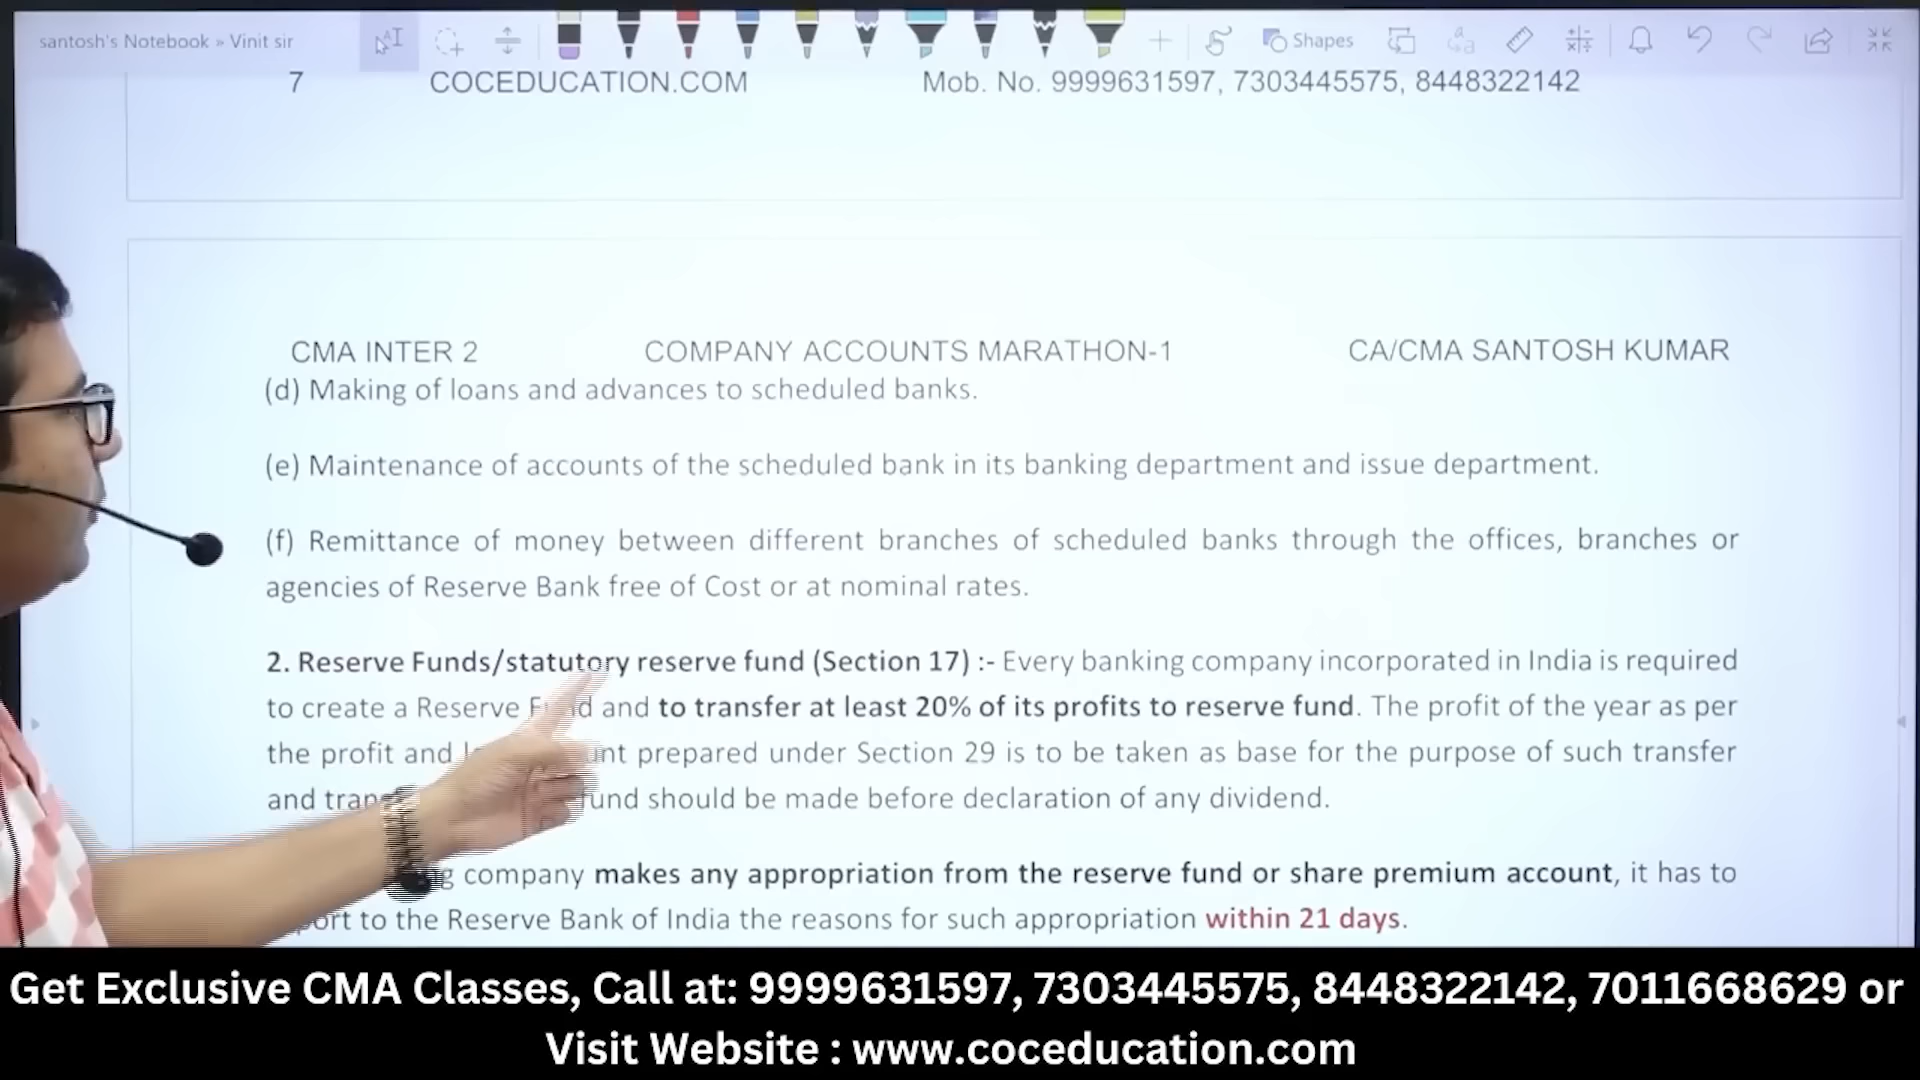 santosh's Notebook » Vinit sir
Shapes
7 COCEDUCATION.COM Mob. No. 9999631597, 7303445575, 8448322142
CMA INTER 2 COMPANY ACCOUNTS MARATHON-1 CA/CMA SANTOSH KUMAR
(d) Making of loans and advances to scheduled banks.
(e) Maintenance of accounts of the scheduled bank in its banking department and issue department.
(f) Remittance of money between different branches of scheduled banks through the offices, branches or
agencies of Reserve Bank free of Cost or at nominal rates.
2. Reserve Funds/statutory reserve fund (Section 17) :- Every banking company incorporated in India is required
to create a Reserve and to transfer at least 20% of its profits to reserve fund. The profit of the year as per
the profit and prepared under Section 29 is to be taken as base for the purpose of such transfer
and fund should be made before declaration of any dividend.
company makes any appropriation from the reserve fund or share premium account, it has to
to the Reserve Bank of India the reasons for such appropriation within 21 days.
Get Exclusive CMA Classes, Call at: 9999631597, 7303445575, 8448322142, 7011668629 or
Visit Website : www.coceducation.com